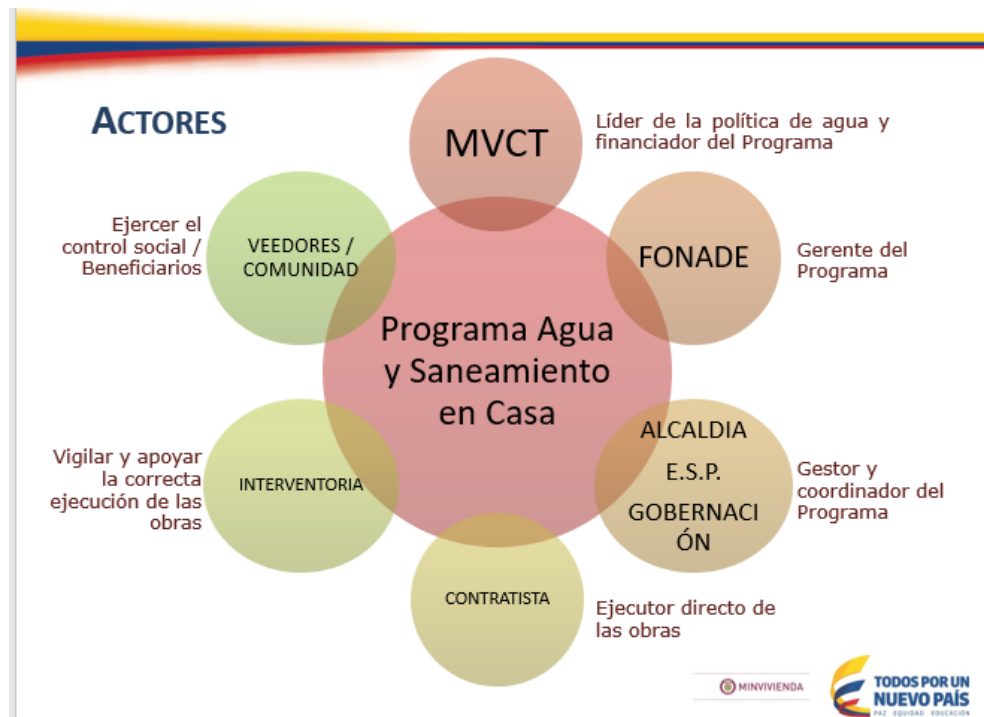 ACTORES
MVCT
Líder de la política de agua y
financiador del Programa
FONADE
Gerente del
Programa
ALCALDIA
E.S.P.
GOBERNACI
ÓN
Gestor y
coordinador del
Programa
CONTRATISTA
Ejecutor directo de
las obras
INTERVENTORIA
Vigilar y apoyar
la correcta
ejecución de las
obras
VEEDORES /
COMUNIDAD
Ejercer el
control social /
Beneficiarios
Programa Agua
y Saneamiento
en Casa
MINVIVIENDA
TODOS POR UN
NUEVO PAÍS
PAZ EQUIDAD EDUCACIÓN